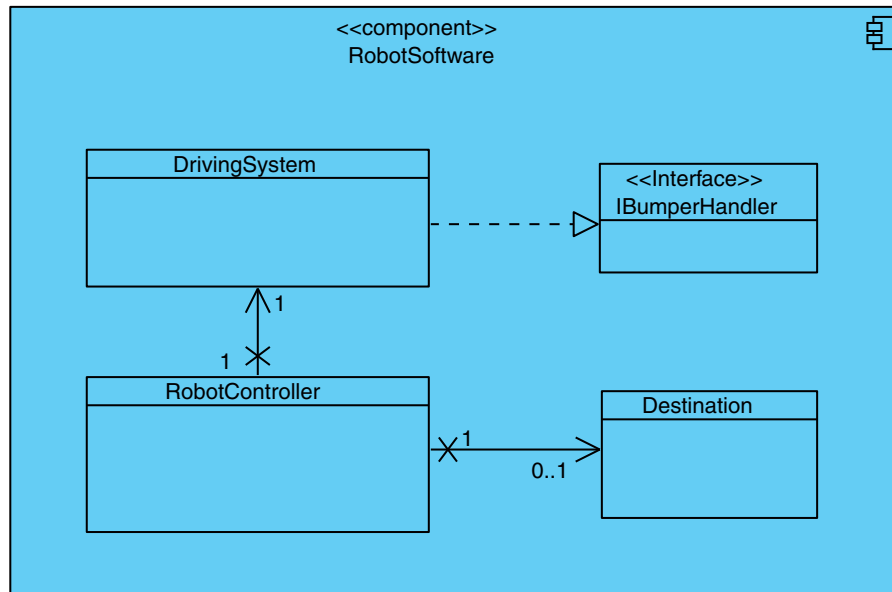 <<component>>
RobotSoftware
DrivingSystem
<<Interface>>
IBumperHandler
1
1
RobotController
1
0..1
Destination